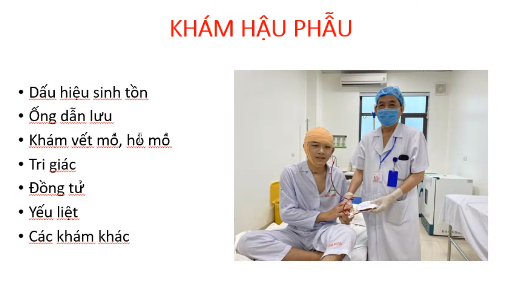 KHÁM HẬU PHẪU
• Dấu hiệu sinh tồn
• Ống dẫn lưu
• Khám vết mổ, hố mổ
• Tri giác
• Đồng tử
• Yếu liệt
• Các khám khác